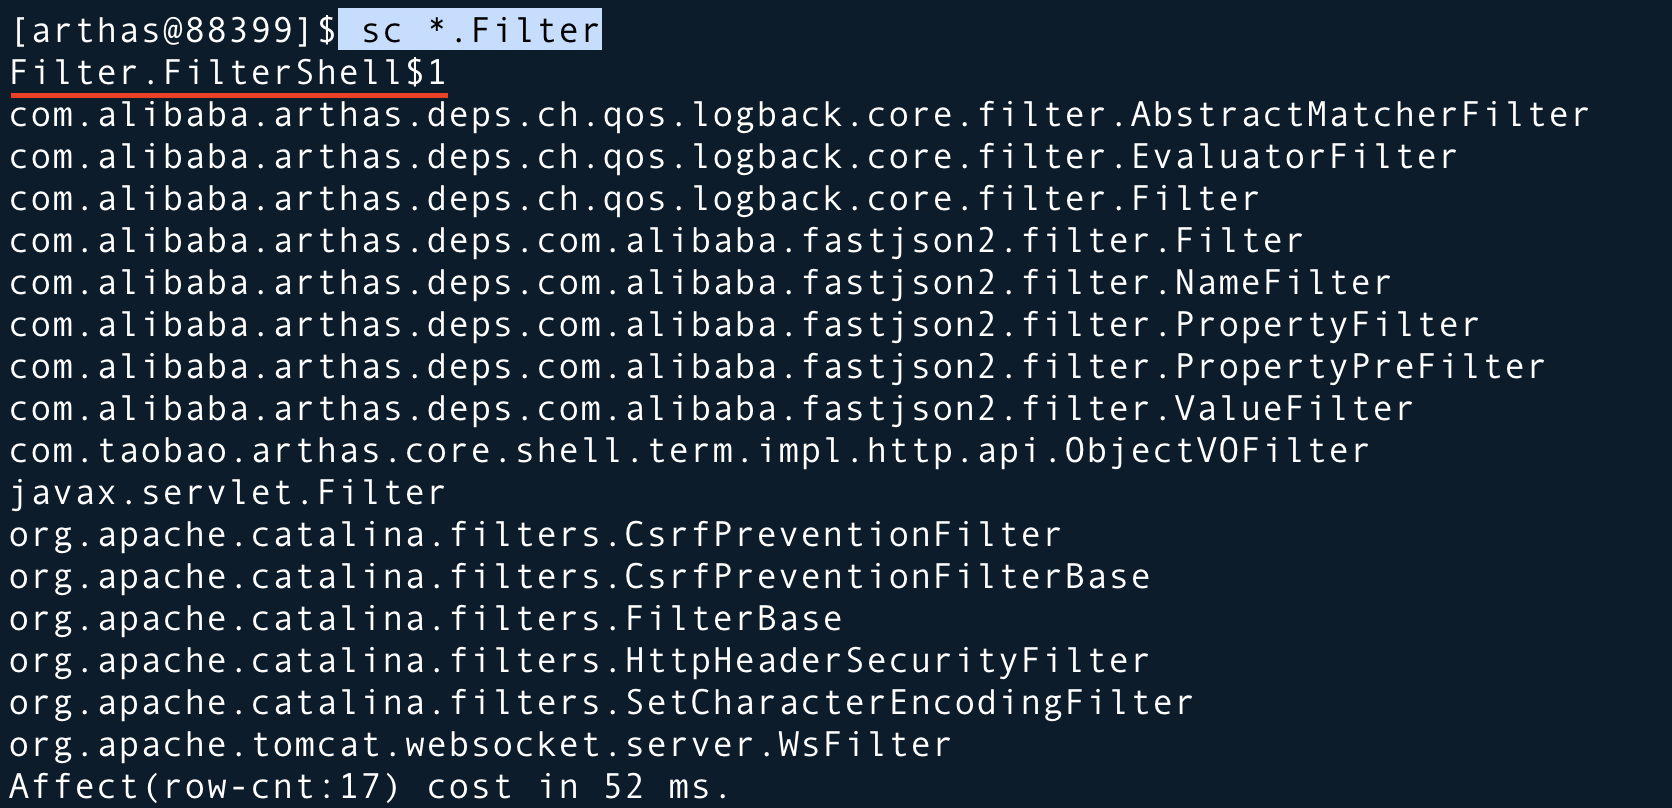 [arthas@88399]$ sc *.Filter
Filter.FilterShell$1
com.alibaba.arthas.deps.ch.qos.logback.core.filter.AbstractMatcherFilter
com.alibaba.arthas.deps.ch.qos.logback.core.filter.EvaluatorFilter
com.alibaba.arthas.deps.ch.qos.logback.core.filter.Filter
com.alibaba.arthas.deps.com.alibaba.fastjson2.filter.Filter
com.alibaba.arthas.deps.com.alibaba.fastjson2.filter.NameFilter
com.alibaba.arthas.deps.com.alibaba.fastjson2.filter.PropertyFilter
com.alibaba.arthas.deps.com.alibaba.fastjson2.filter.PropertyPreFilter
com.alibaba.arthas.deps.com.alibaba.fastjson2.filter.ValueFilter
com.taobao.arthas.core.shell.term.impl.http.api.ObjectVOFilter
javax.servlet.Filter
org.apache.catalina.filters.CsrfPreventionFilter
org.apache.catalina.filters.CsrfPreventionFilterBase
org.apache.catalina.filters.FilterBase
org.apache.catalina.filters.HttpHeaderSecurityFilter
org.apache.catalina.filters.SetCharacterEncodingFilter
org.apache.tomcat.websocket.server.WsFilter
Affect(row-cnt:17) cost in 52 ms.